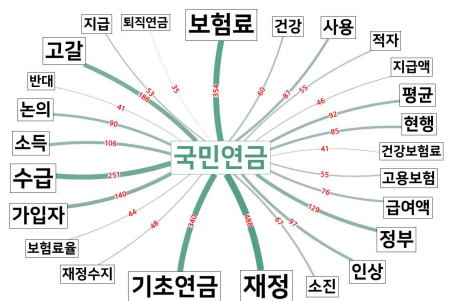 보험료
지급
퇴직연금
건강
사용
적자
고갈
지급액
반대
평균
논의
현행
소득
건강보험료
수급
고용보험
가입자
급여액
보험료율
정부
재정수지
인상
기초연금
재정
소진
국민연금
53
186
35
354
60
87
55
46
92
85
41
41
90
106
251
140
44
48
340
488
67
97
129
76
55